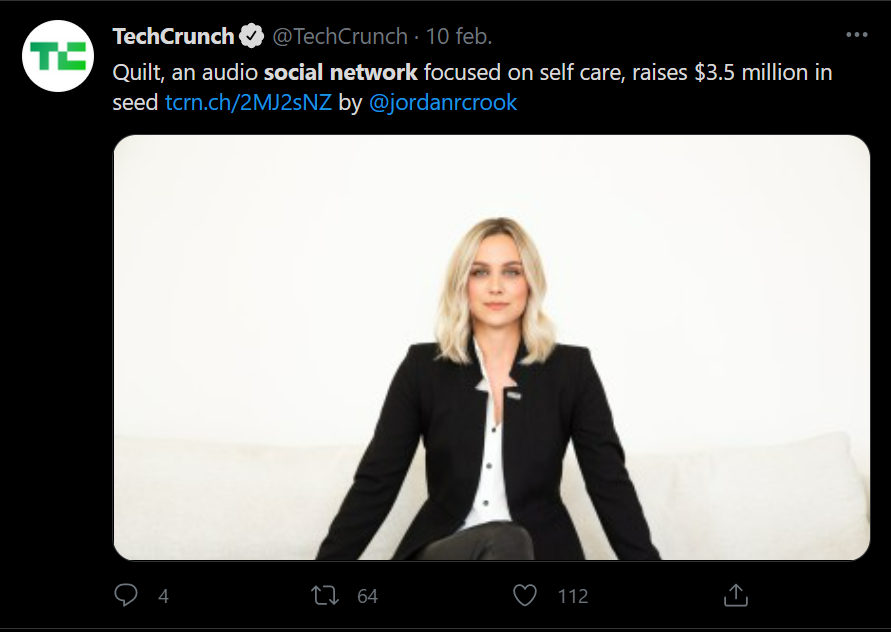 TC
TechCrunch @TechCrunch · 10 feb.
Quilt, an audio social network focused on self care, raises $3.5 million in
seed tcrn.ch/2MJ2sNZ by @jordanrcrook
4 64 112